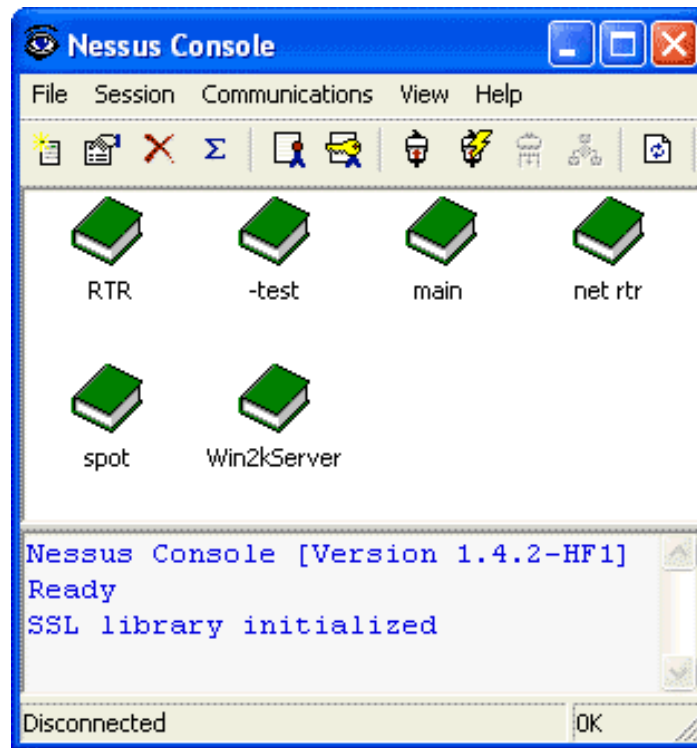 Nessus Console
File Session Communications View Help
Σ
RTR -test main net rtr
spot Win2kServer
Nessus Console [Version 1.4.2-HF1]
Ready
SSL library initialized
Disconnected OK